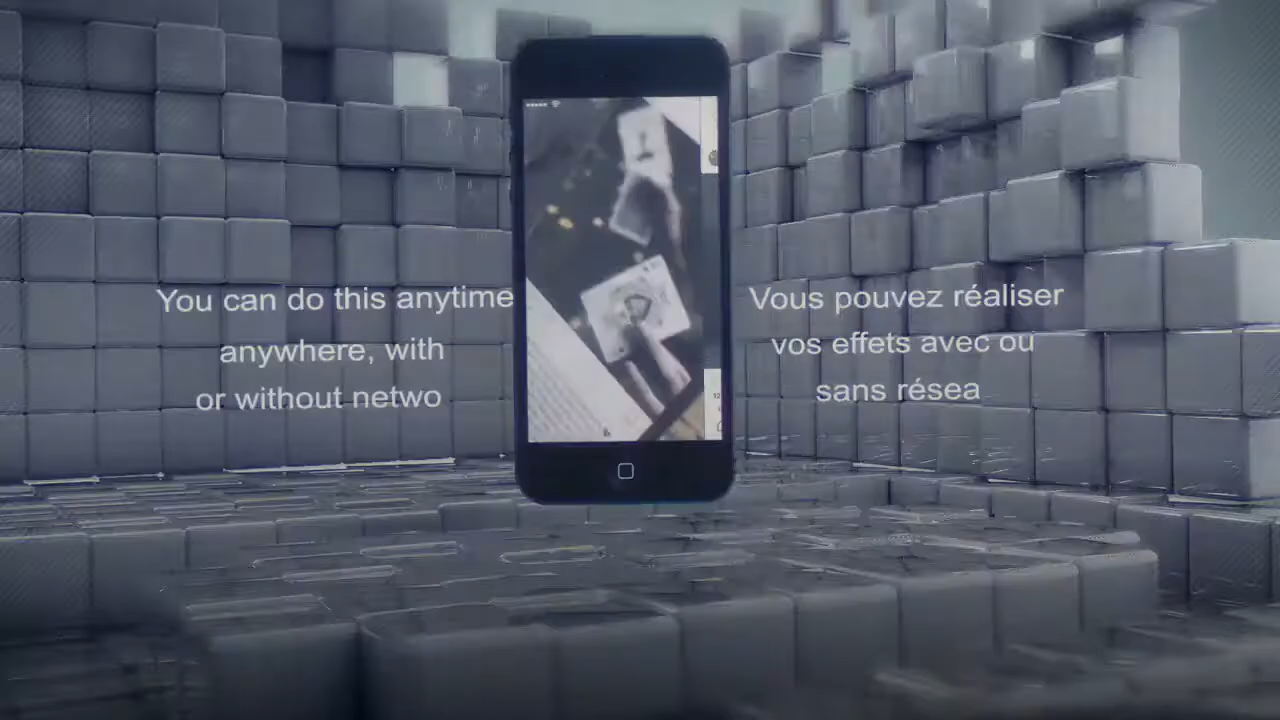 You can do this anytime
anywhere, with
or without netwo
Vous pouvez réaliser
vos effets avec ou
sans résea